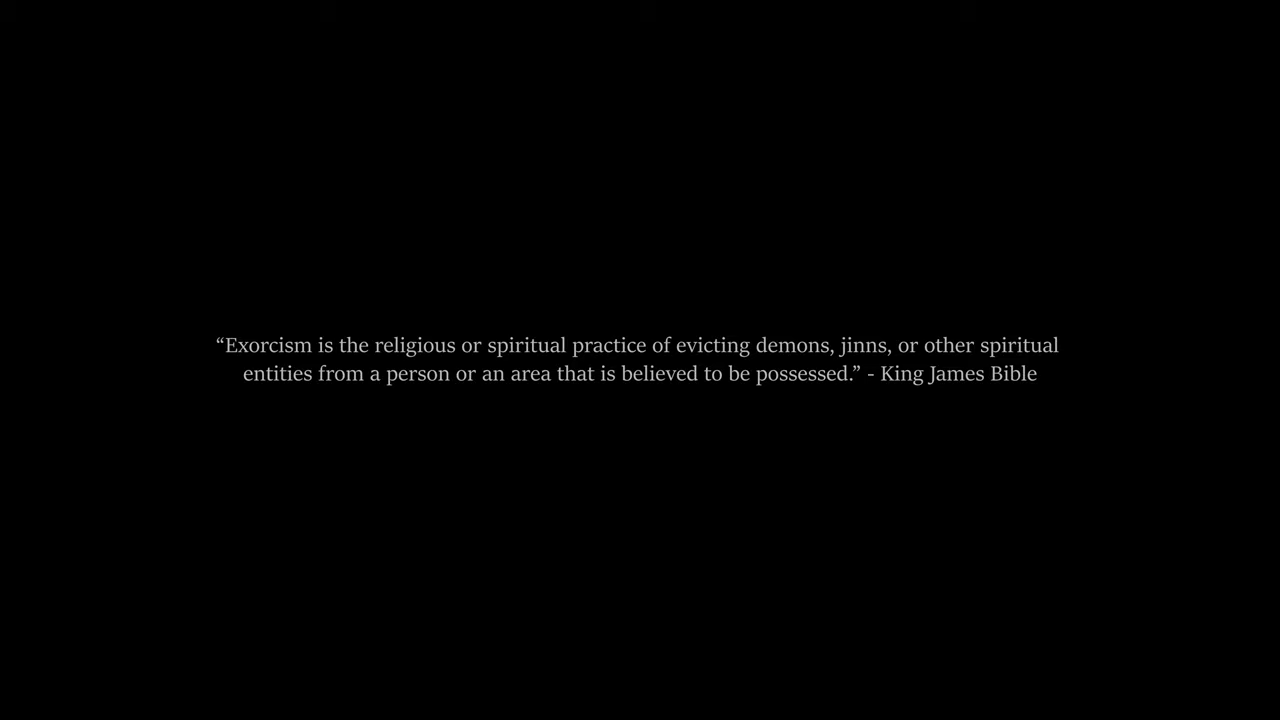 “Exorcism is the religious or spiritual practice of evicting demons, jinns, or other spiritual
entities from a person or an area that is believed to be possessed.” - King James Bible